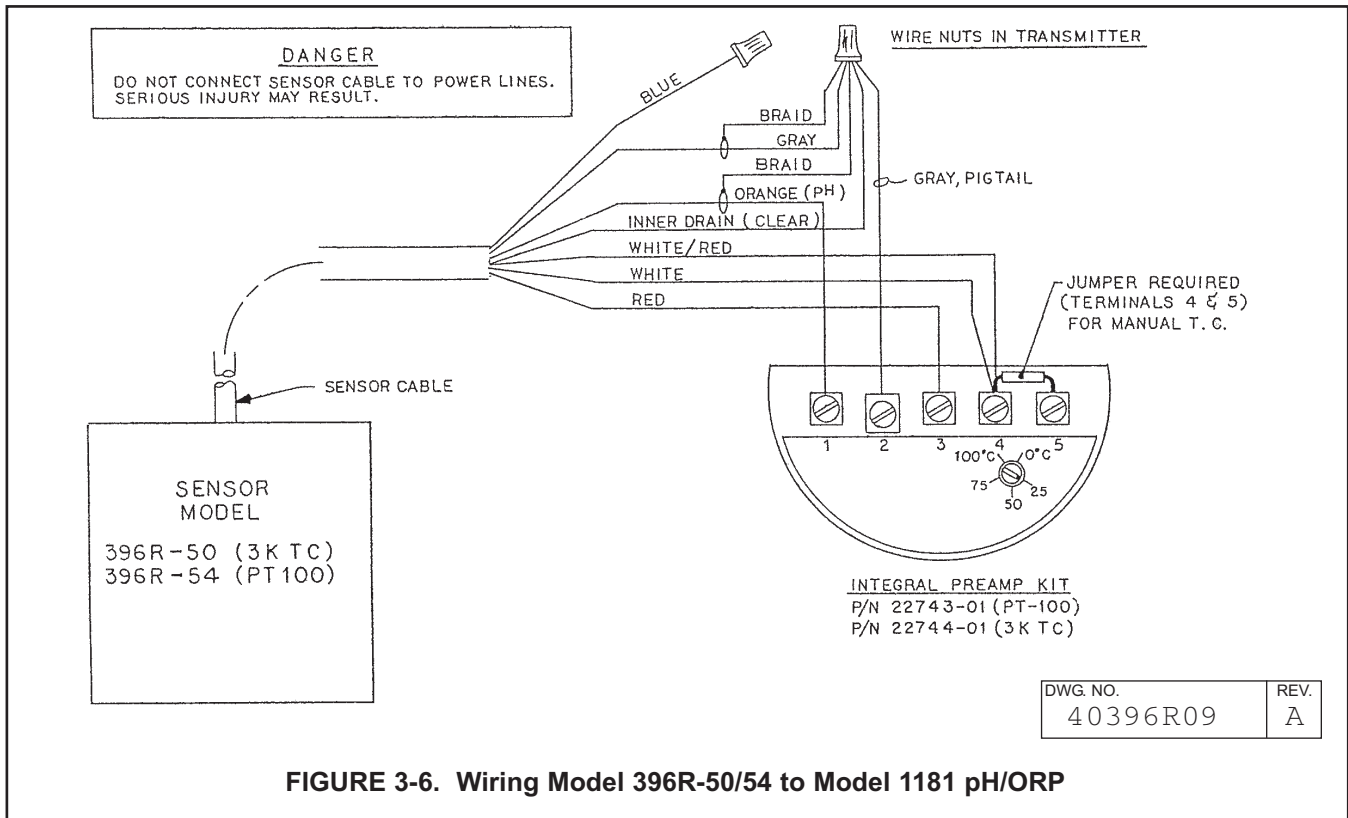 DANGER
DO NOT CONNECT SENSOR CABLE TO POWER LINES.
SERIOUS INJURY MAY RESULT.
WIRE NUTS IN TRANSMITTER
BLUE
BRAID
GRAY
BRAID
GRAY, PIGTAIL
ORANGE (PH)
INNER DRAIN (CLEAR)
WHITE/RED
WHITE
RED
JUMPER REQUIRED
(TERMINALS 4 & 5)
FOR MANUAL T.C.
SENSOR CABLE
1 2 3 4 5
100°C 0°C
75 25
50
SENSOR
MODEL
396R-50 (3K TC)
396R-54 (PT100)
INTEGRAL PREAMP KIT
P/N 22743-01 (PT-100)
P/N 22744-01 (3K TC)
DWG. NO. REV.
40396R09 A
FIGURE 3-6. Wiring Model 396R-50/54 to Model 1181 pH/ORP